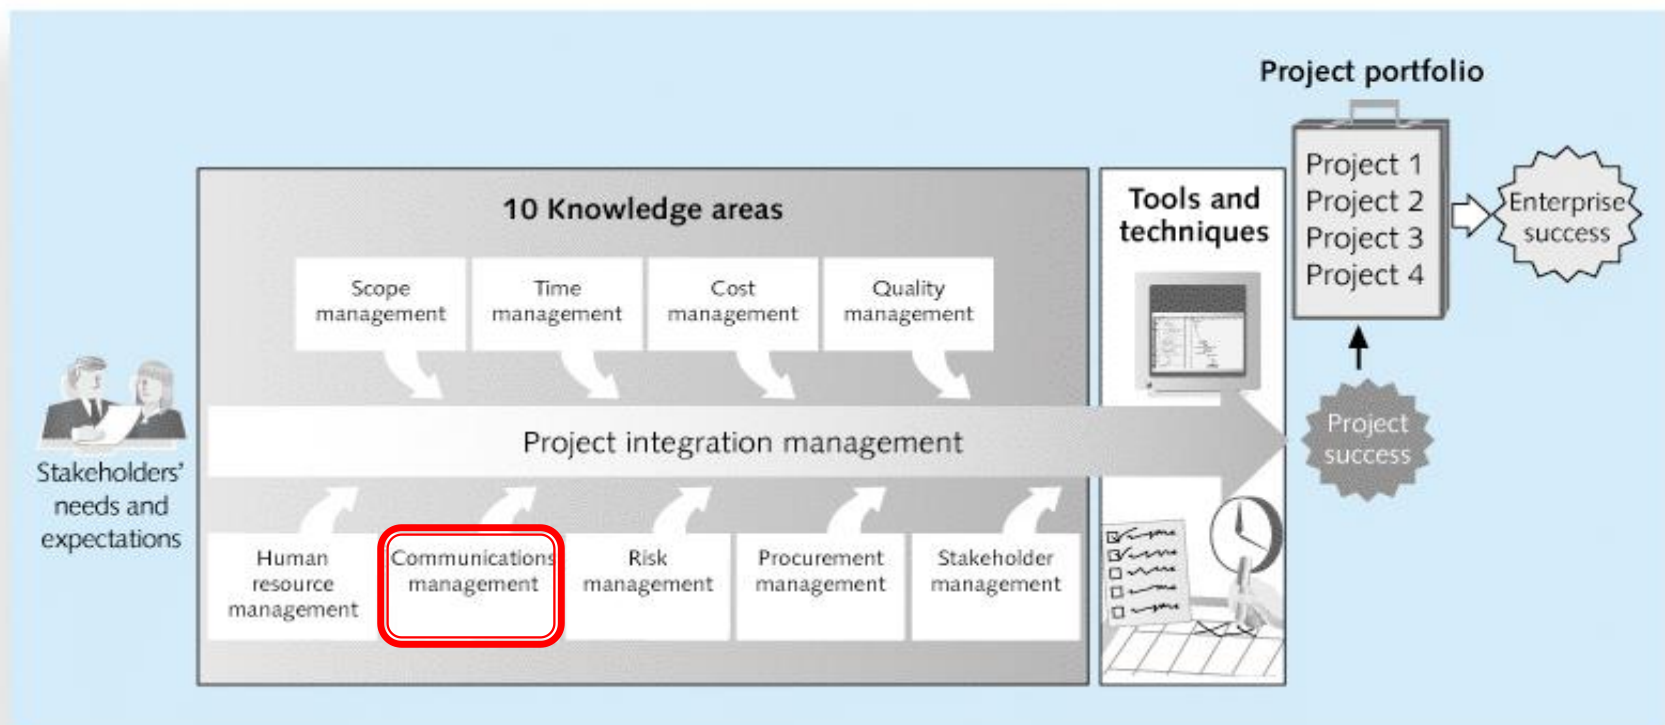 Project portfolio
Project 1
Project 2
Project 3
Project 4
Enterprise
success
10 Knowledge areas
Tools and
techniques
Scope
management
Time
management
Cost
management
Quality
management
Project integration management
Project
success
Stakeholders'
needs and
expectations
Human
resource
management
Communications
management
Risk
management
Procurement
management
Stakeholder
management